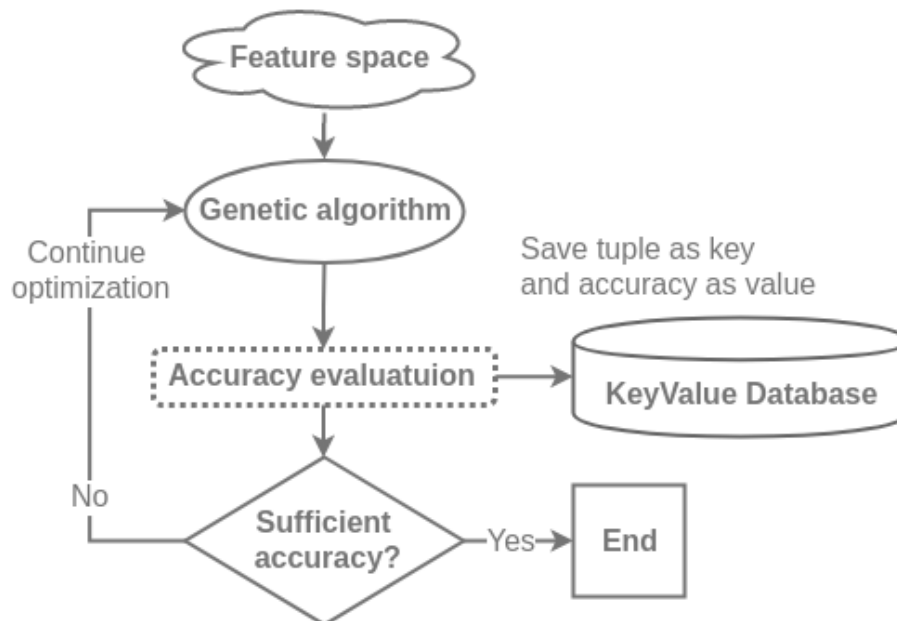 Feature space
Genetic algorithm
Continue
optimization
Save tuple as key
and accuracy as value
Accuracy evaluatuion
KeyValue Database
No
Sufficient
accuracy?
Yes
End